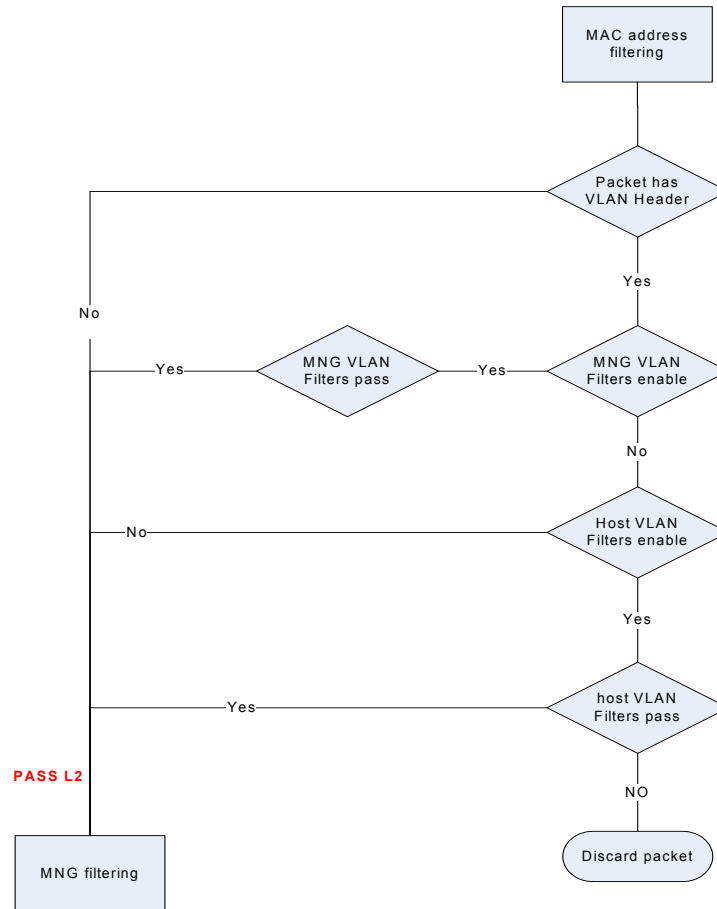 MAC address
filtering
Packet has
VLAN Header
Yes
No
Yes
MNG VLAN
Filters pass
Yes
MNG VLAN
Filters enable
No
No
Host VLAN
Filters enable
Yes
Yes
host VLAN
Filters pass
PASS L2
NO
MNG filtering
Discard packet